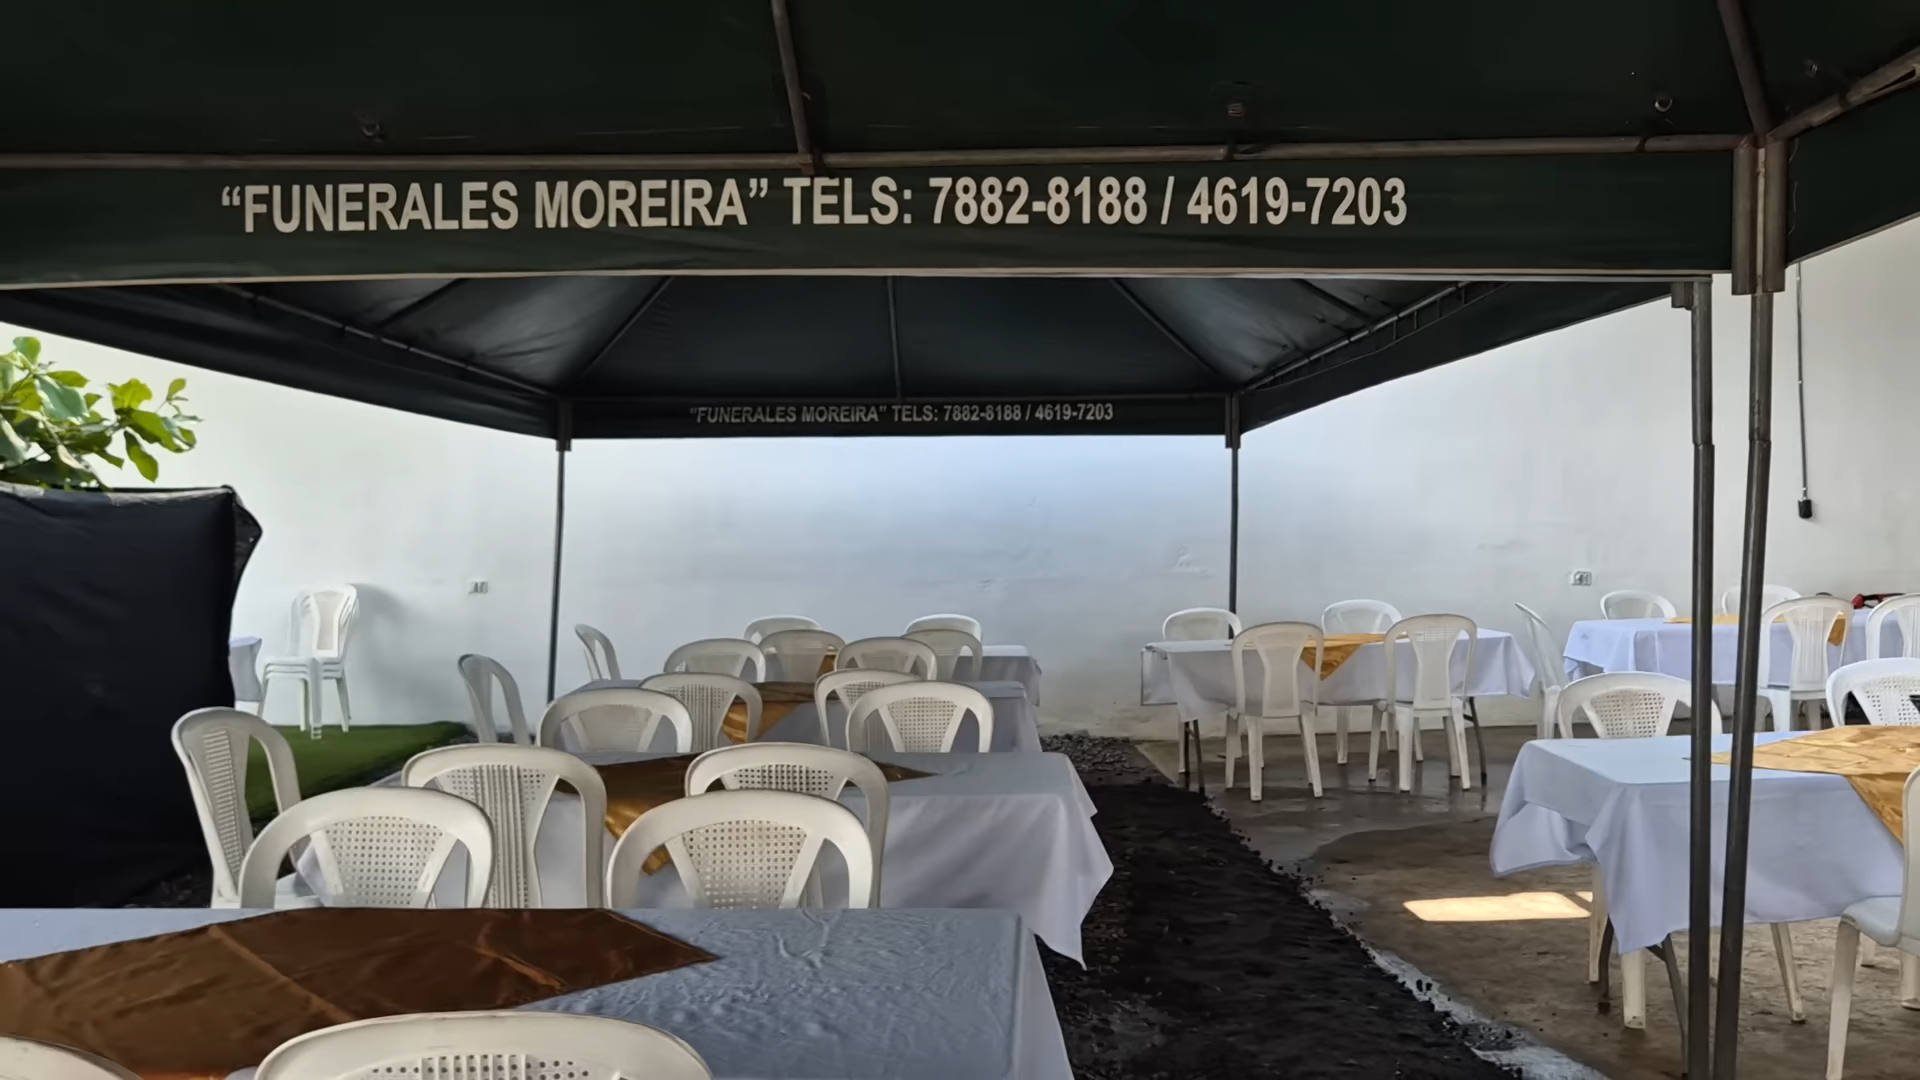 “FUNERALES MOREIRA” TELS: 7882-8188 / 4619-7203
“FUNERALES MOREIRA” TELS: 7882-8188 / 4619-7203